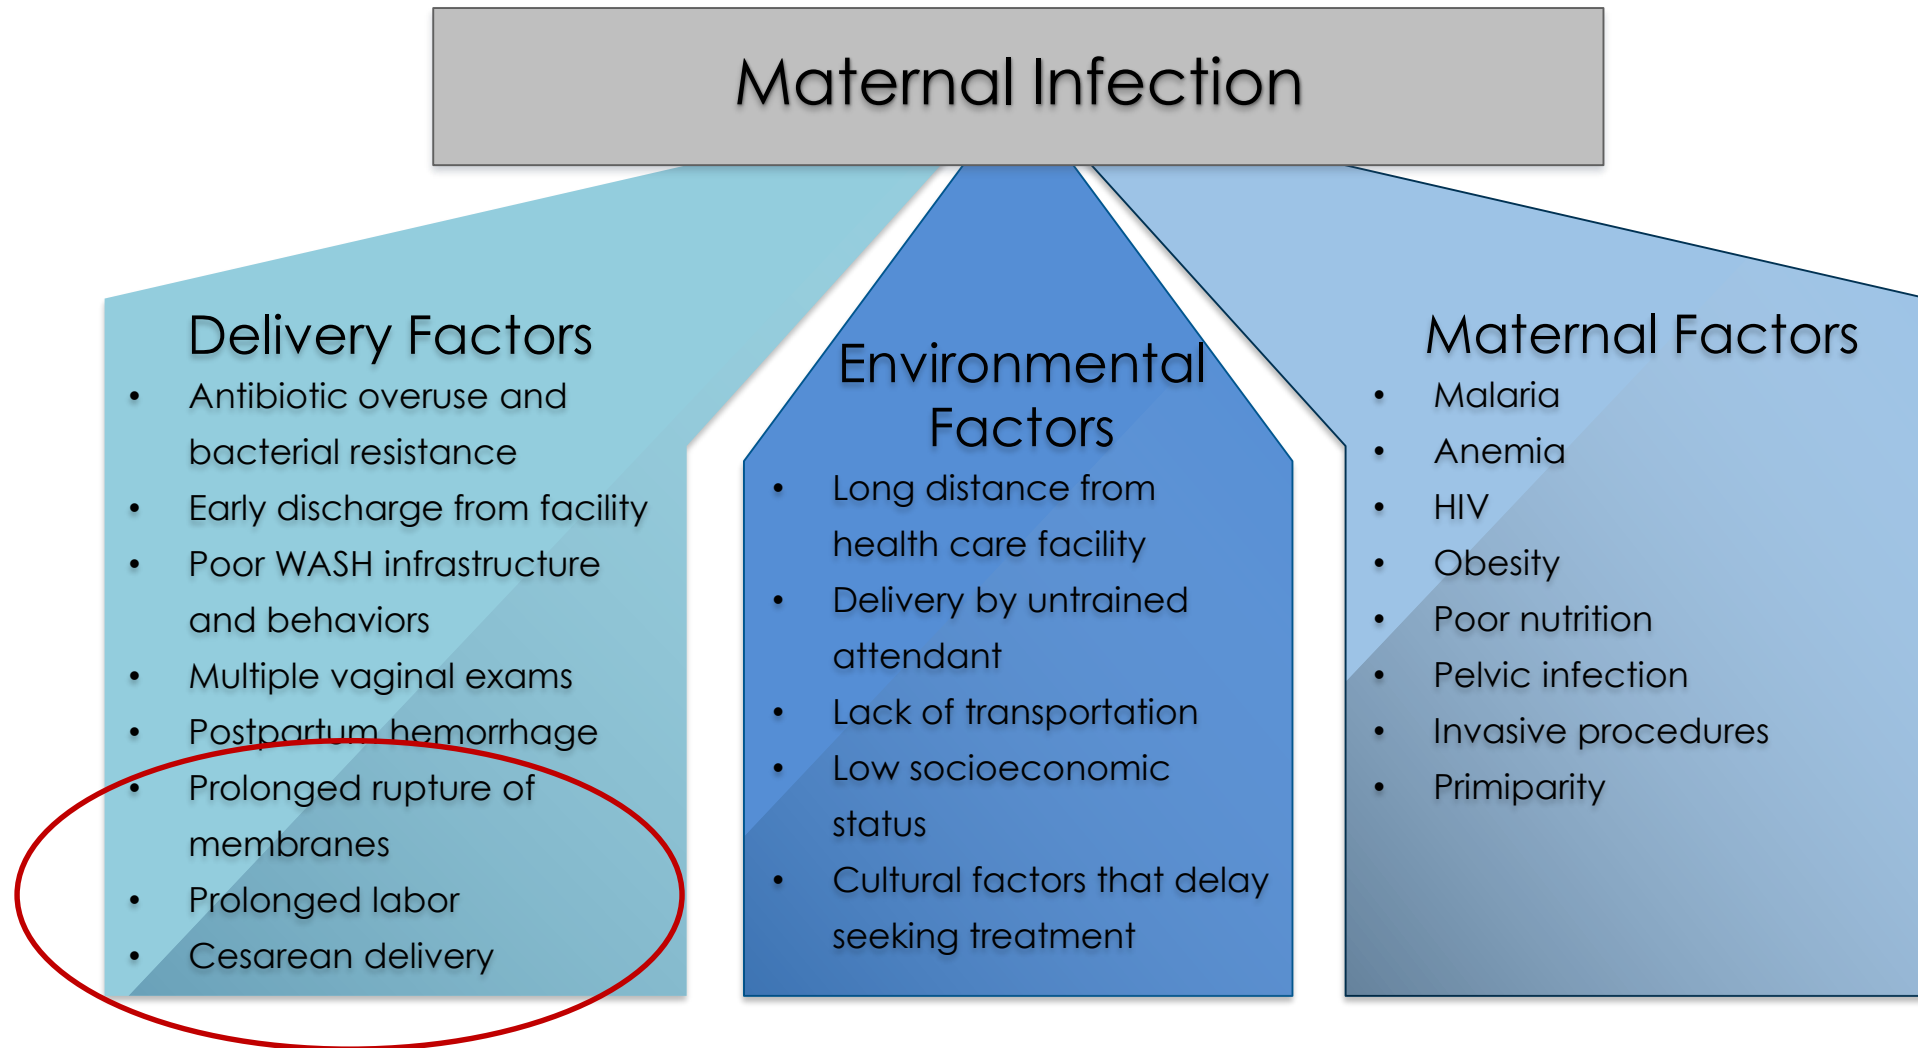 Maternal Infection
Delivery Factors
• Antibiotic overuse and
bacterial resistance
• Early discharge from facility
• Poor WASH infrastructure
and behaviors
• Multiple vaginal exams
• Postpartum hemorrhage
• Prolonged rupture of
membranes
• Prolonged labor
• Cesarean delivery
Environmental
Factors
• Long distance from
health care facility
• Delivery by untrained
attendant
• Lack of transportation
• Low socioeconomic
status
• Cultural factors that delay
seeking treatment
Maternal Factors
• Malaria
• Anemia
• HIV
• Obesity
• Poor nutrition
• Pelvic infection
• Invasive procedures
• Primiparity